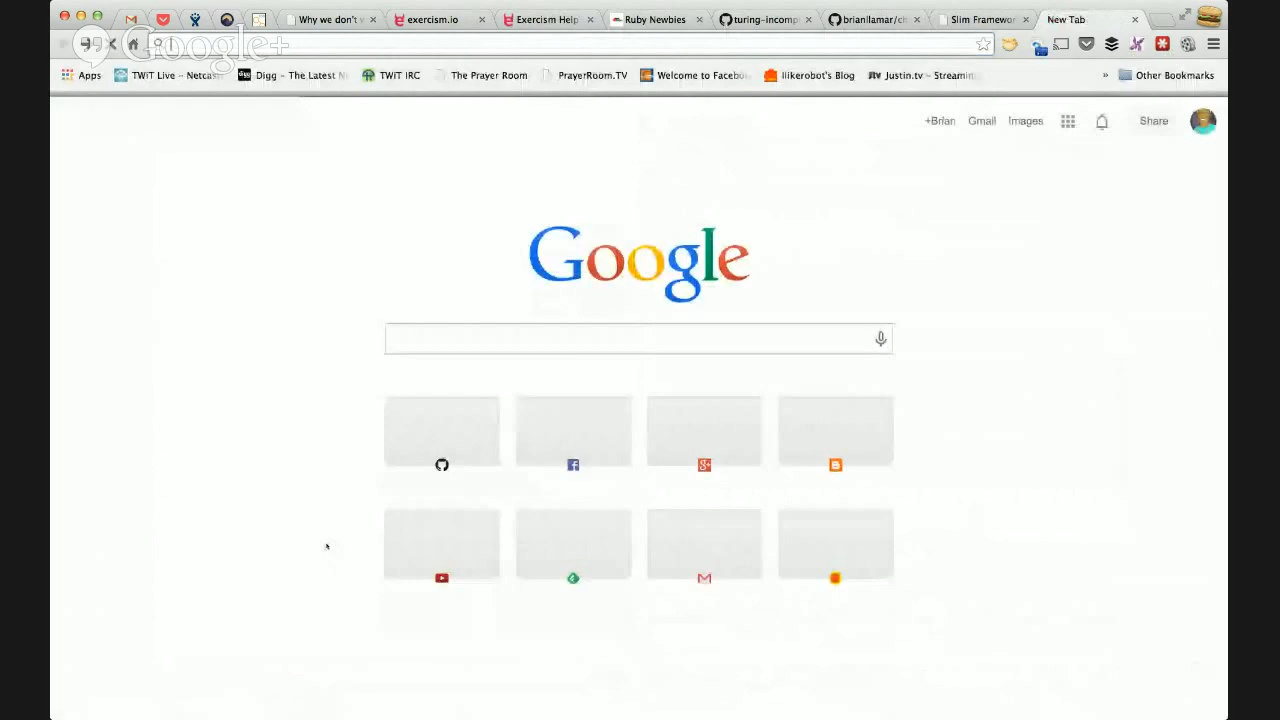 Why we don't exercism.io Exercism Help Ruby Newbies turing-incomp brianllamar/ch Slim Framewor New Tab
Google+
Apps TWiT Live -- Netcas Digg - The Latest N TWiT IRC The Prayer Room PrayerRoom.TV Welcome to Facebo ilikerobot's Blog Justin.tv - Streamin » Other Bookmarks
+Brian Gmail Images Share
Google